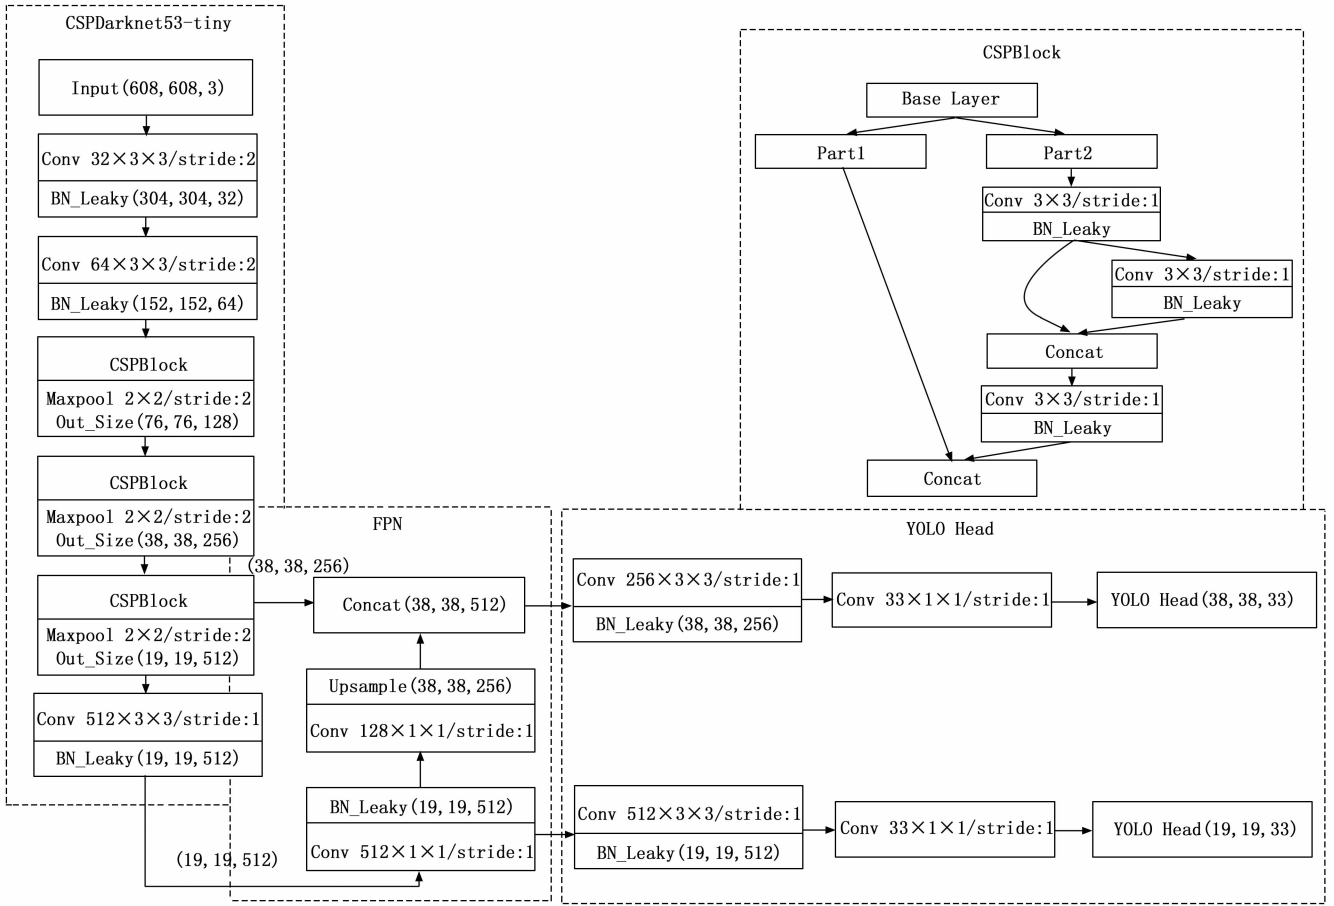 CSPDarknet53-tiny
Input(608,608,3)
Conv 32×3×3/stride:2
BN_Leaky(304,304,32)
Conv 64×3×3/stride:2
BN_Leaky(152,152,64)
CSPBlock
Maxpool 2×2/stride:2
Out_Size(76,76,128)
CSPBlock
Maxpool 2×2/stride:2
Out_Size(38,38,256)
CSPBlock
Maxpool 2×2/stride:2
Out_Size(19,19,512)
Conv 512×3×3/stride:1
BN_Leaky(19,19,512)
(19,19,512)
(38,38,256)
FPN
Concat(38,38,512)
Upsample(38,38,256)
Conv 128×1×1/stride:1
BN_Leaky(19,19,512)
Conv 512×1×1/stride:1
CSPBlock
Base Layer
Part1
Part2
Conv 3×3/stride:1
BN_Leaky
Conv 3×3/stride:1
BN_Leaky
Concat
Conv 3×3/stride:1
BN_Leaky
Concat
YOLO Head
Conv 256×3×3/stride:1
BN_Leaky(38,38,256)
Conv 33×1×1/stride:1
YOLO Head(38,38,33)
Conv 512×3×3/stride:1
BN_Leaky(19,19,512)
Conv 33×1×1/stride:1
YOLO Head(19,19,33)